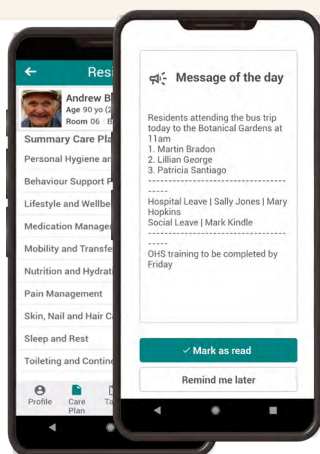 Resi
Andrew B
Age 90 yo (2
Room 06
Summary Care Pla
Personal Hygiene an
Behaviour Support P
Lifestyle and Wellbe
Medication Manage
Mobility and Transfe
Nutrition and Hydrat
Pain Management
Skin, Nail and Hair C
Sleep and Rest
Toileting and Contine
Profile
Care
Plan
Ta
Message of the day
Residents attending the bus trip
today to the Botanical Gardens at
11am
1. Martin Bradon
2. Lillian George
3. Patricia Santiago
-----------------------------------
-----
Hospital Leave | Sally Jones | Mary
Hopkins
Social Leave | Mark Kindle
-----------------------------------
-----
OHS training to be completed by
Friday
✓ Mark as read
Remind me later